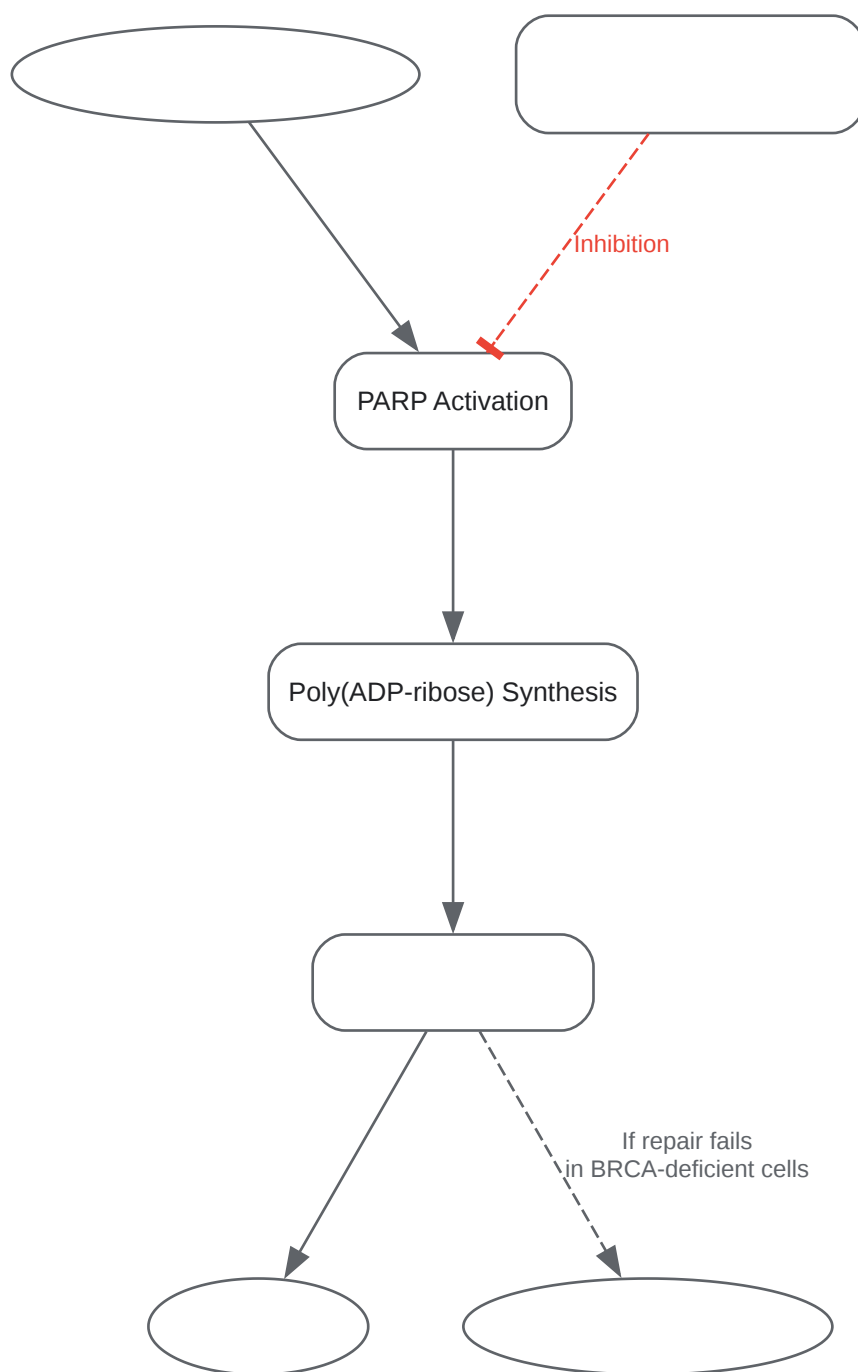 Inhibition
PARP Activation
Poly(ADP-ribose) Synthesis
If repair fails
in BRCA-deficient cells